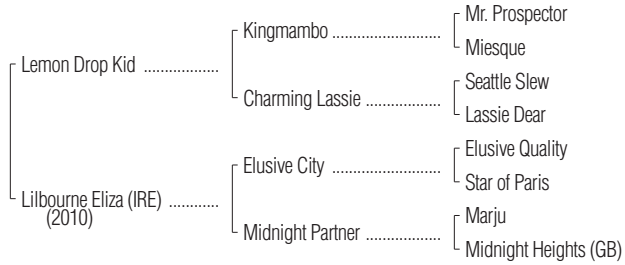 Mr. Prospector
Kingmambo ........................
Miesque
Lemon Drop Kid .................
Seattle Slew
Charming Lassie .................
Lassie Dear
Elusive Quality
Elusive City ........................
Star of Paris
Lilbourne Eliza (IRE) ...........
(2010)
Marju
Midnight Partner .................
Midnight Heights (GB)